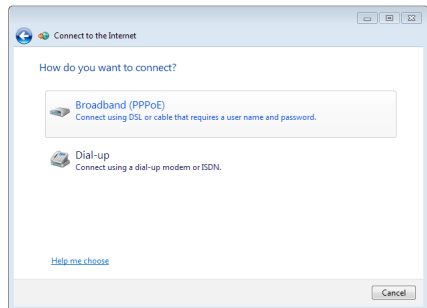 Connect to the Internet
How do you want to connect?
Broadband (PPPoE)
Connect using DSL or cable that requires a user name and password.
Dial-up
Connect using a dial-up modem or ISDN.
Help me choose
Cancel